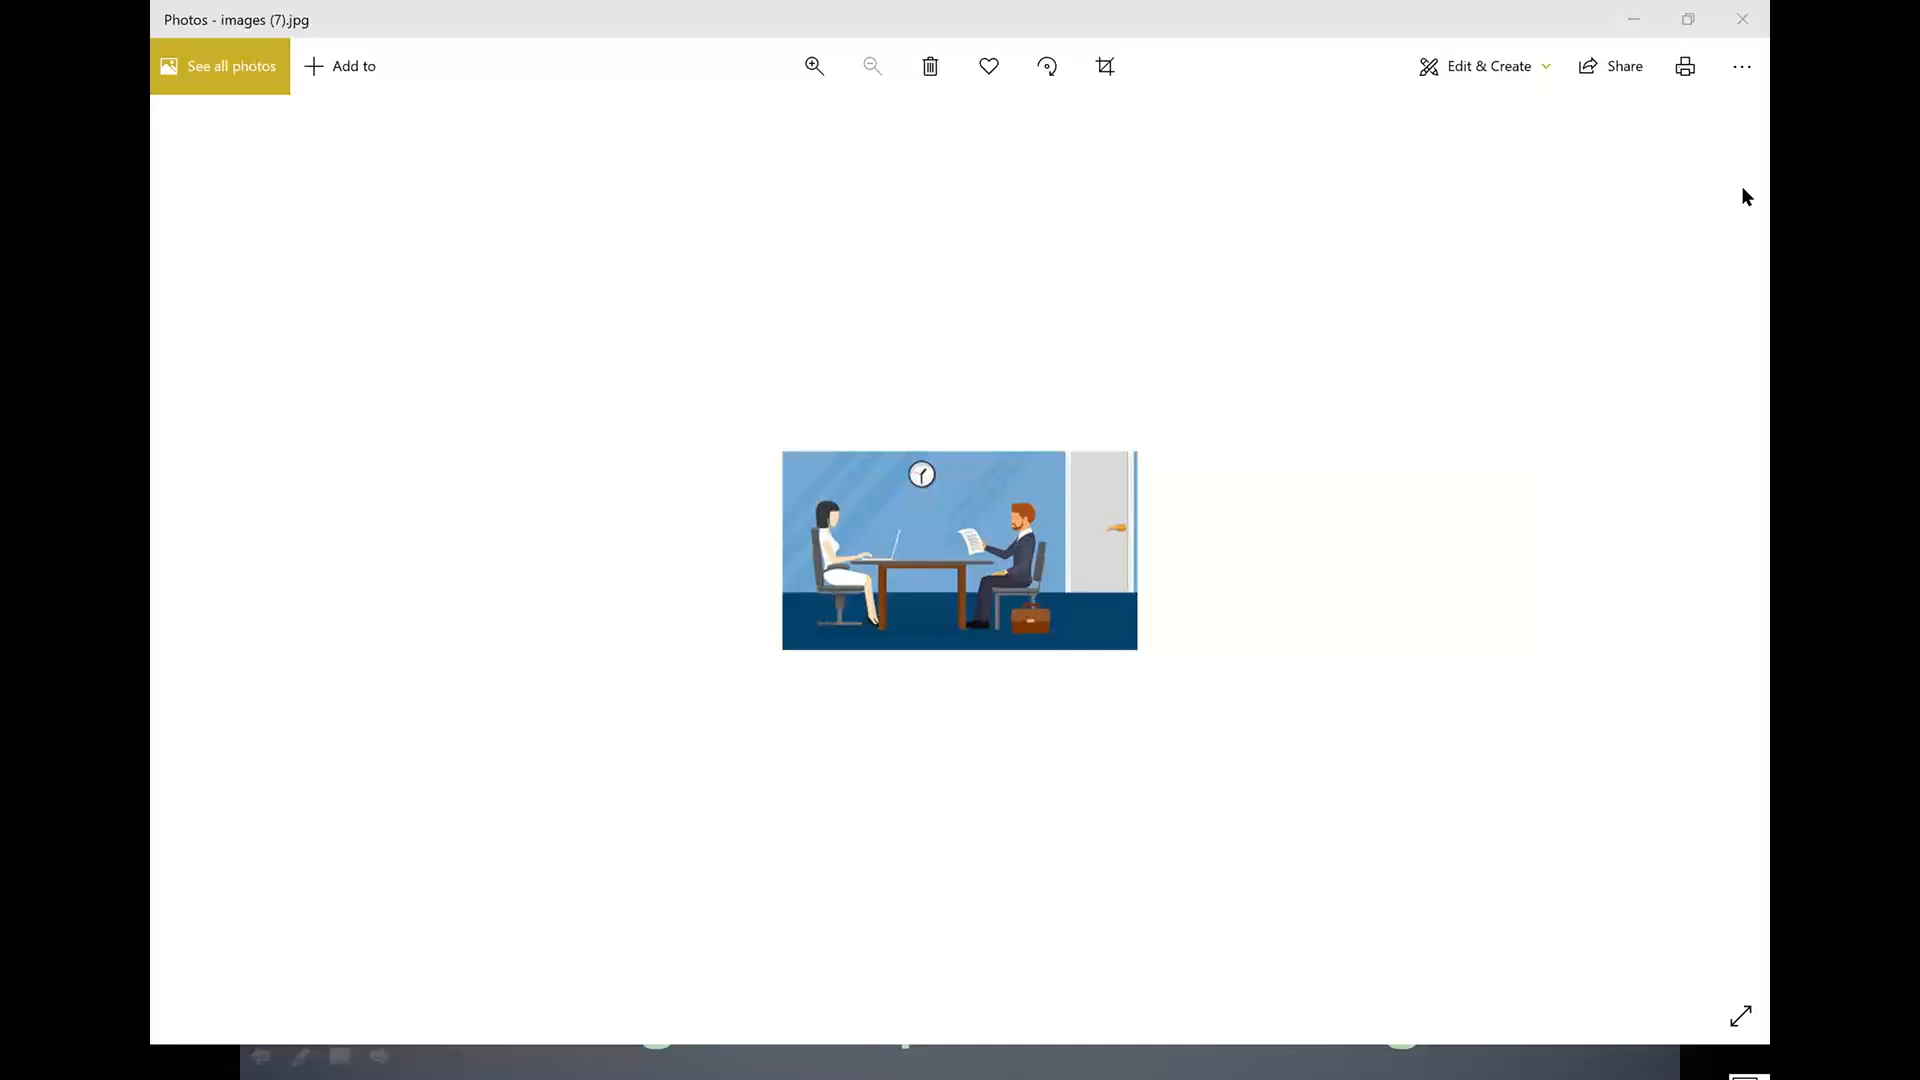 Photos - images (7).jpg
See all photos
Add to
Edit & Create
Share